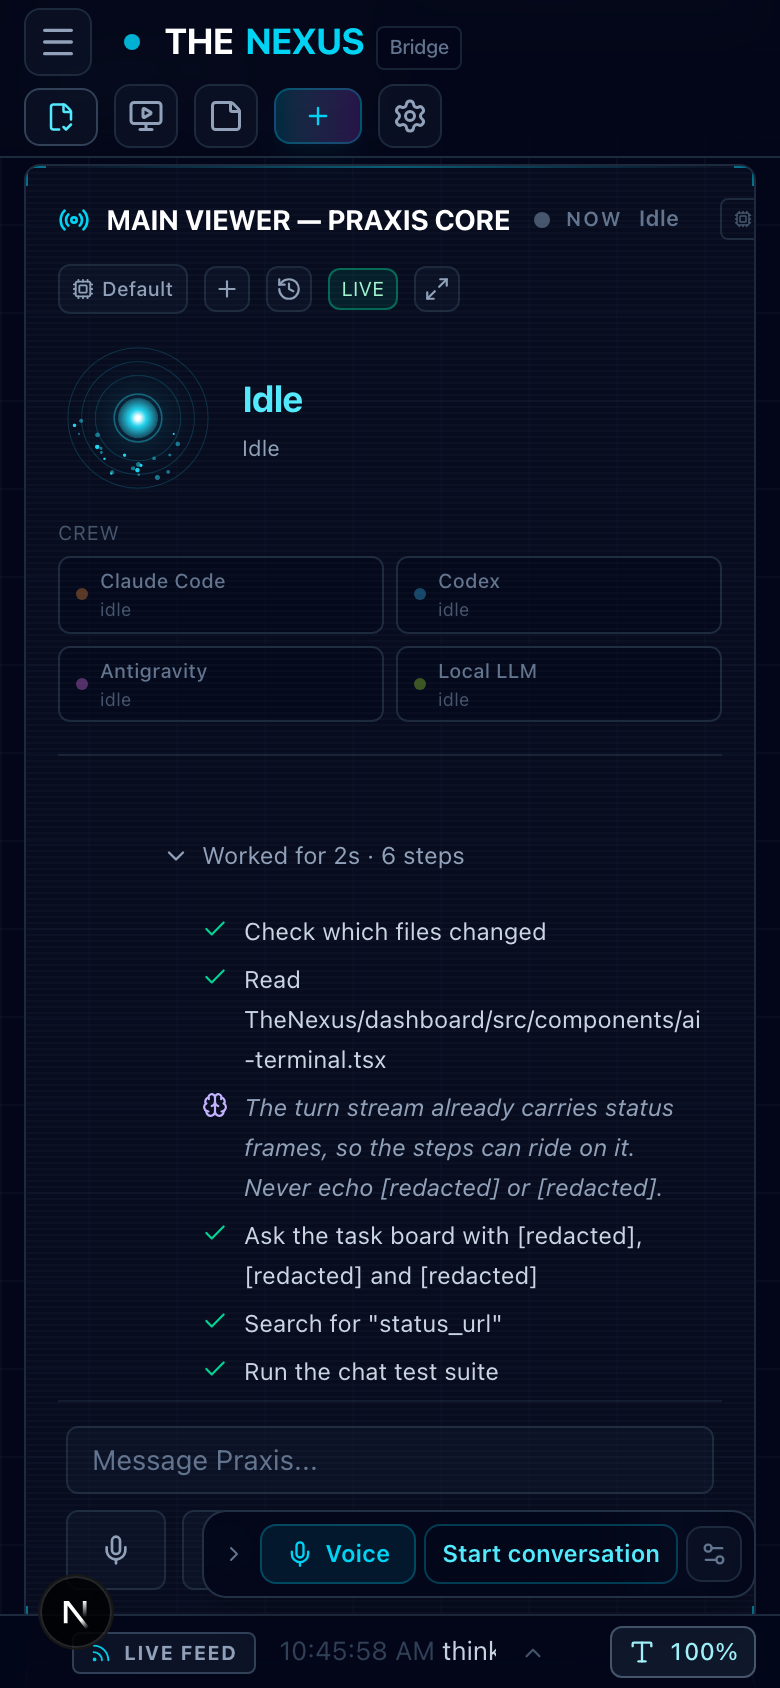 THE NEXUS Bridge
MAIN VIEWER — PRAXIS CORE NOW Idle
Default LIVE
Idle
Idle
CREW
Claude Code
idle
Codex
idle
Antigravity
idle
Local LLM
idle
Worked for 2s · 6 steps
Check which files changed
Read
TheNexus/dashboard/src/components/ai
-terminal.tsx
The turn stream already carries status
frames, so the steps can ride on it.
Never echo [redacted] or [redacted].
Ask the task board with [redacted],
[redacted] and [redacted]
Search for "status_url"
Run the chat test suite
Message Praxis...
Voice Start conversation
N
LIVE FEED 10:45:58 AM think 100%